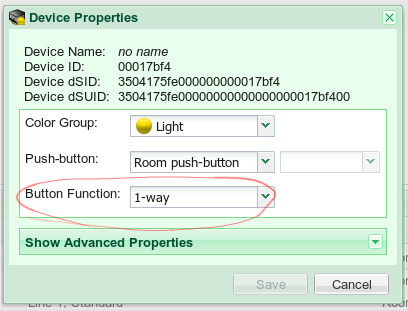 Device Properties
Device Name: no name
Device ID: 00017bf4
Device dSID: 3504175fe000000000017bf4
Device dSUID: 3504175fe00000000000000000017bf400
Color Group: Light
Push-button: Room push-button
Button Function: 1-way
Show Advanced Properties
Save Cancel
Line 1, Standard